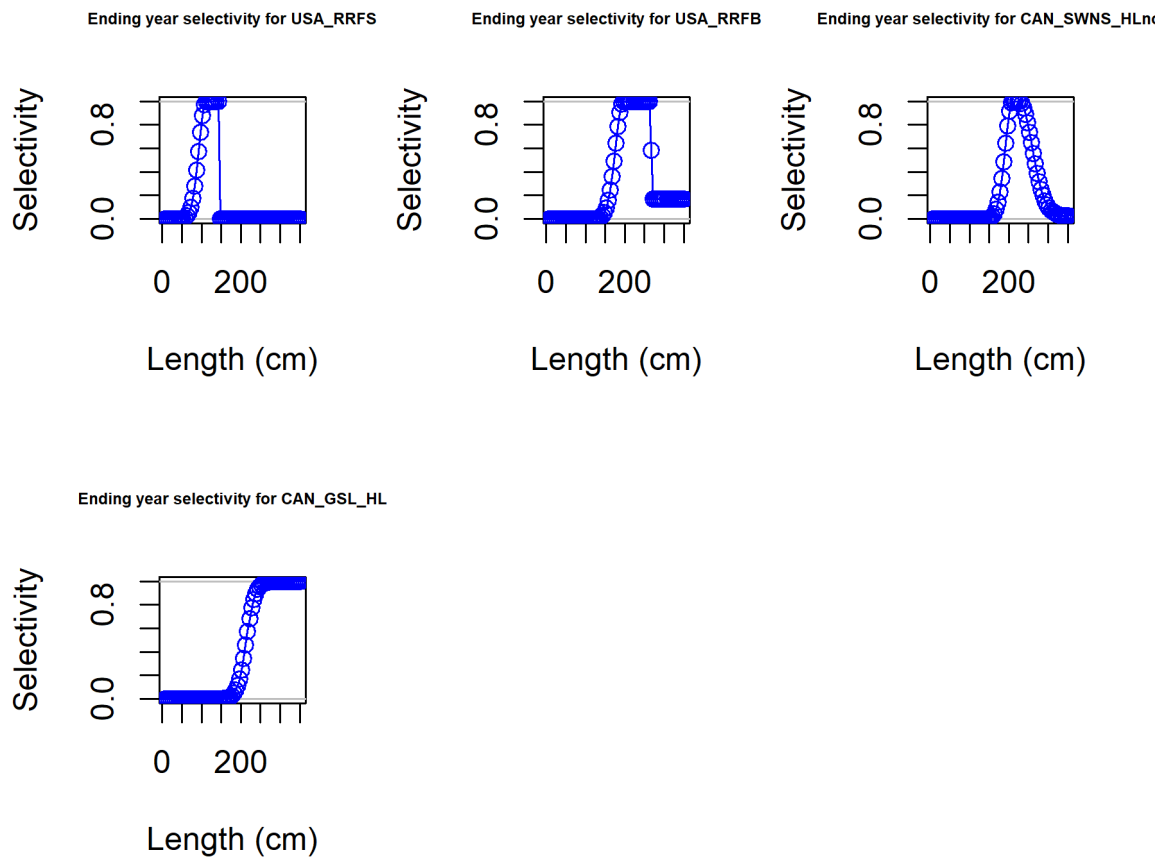 Ending year selectivity for USA_RRFS
Selectivity
0.0 0.8
0 200
Length (cm)
Ending year selectivity for USA_RRFB
Selectivity
0.0 0.8
0 200
Length (cm)
Ending year selectivity for CAN_SWNS_HLno
Selectivity
0.0 0.8
0 200
Length (cm)
Ending year selectivity for CAN_GSL_HL
Selectivity
0.0 0.8
0 200
Length (cm)